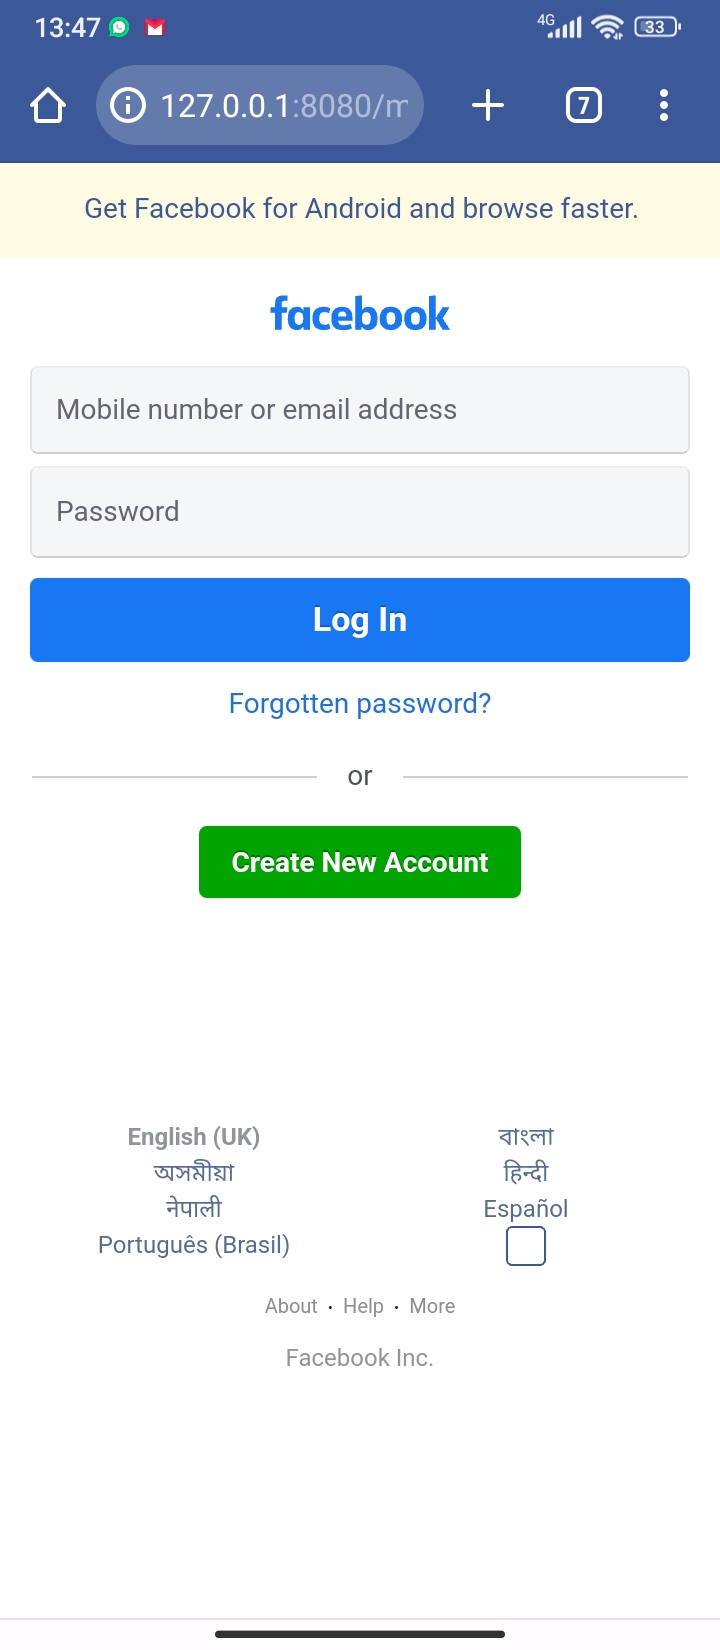 13:47 4G 33
127.0.0.1:8080/m 7
Get Facebook for Android and browse faster.
facebook
Mobile number or email address
Password
Log In
Forgotten password?
or
Create New Account
English (UK) বাংলা
অসমীয়া हिन्दी
नेपाली Español
Português (Brasil)
About · Help · More
Facebook Inc.